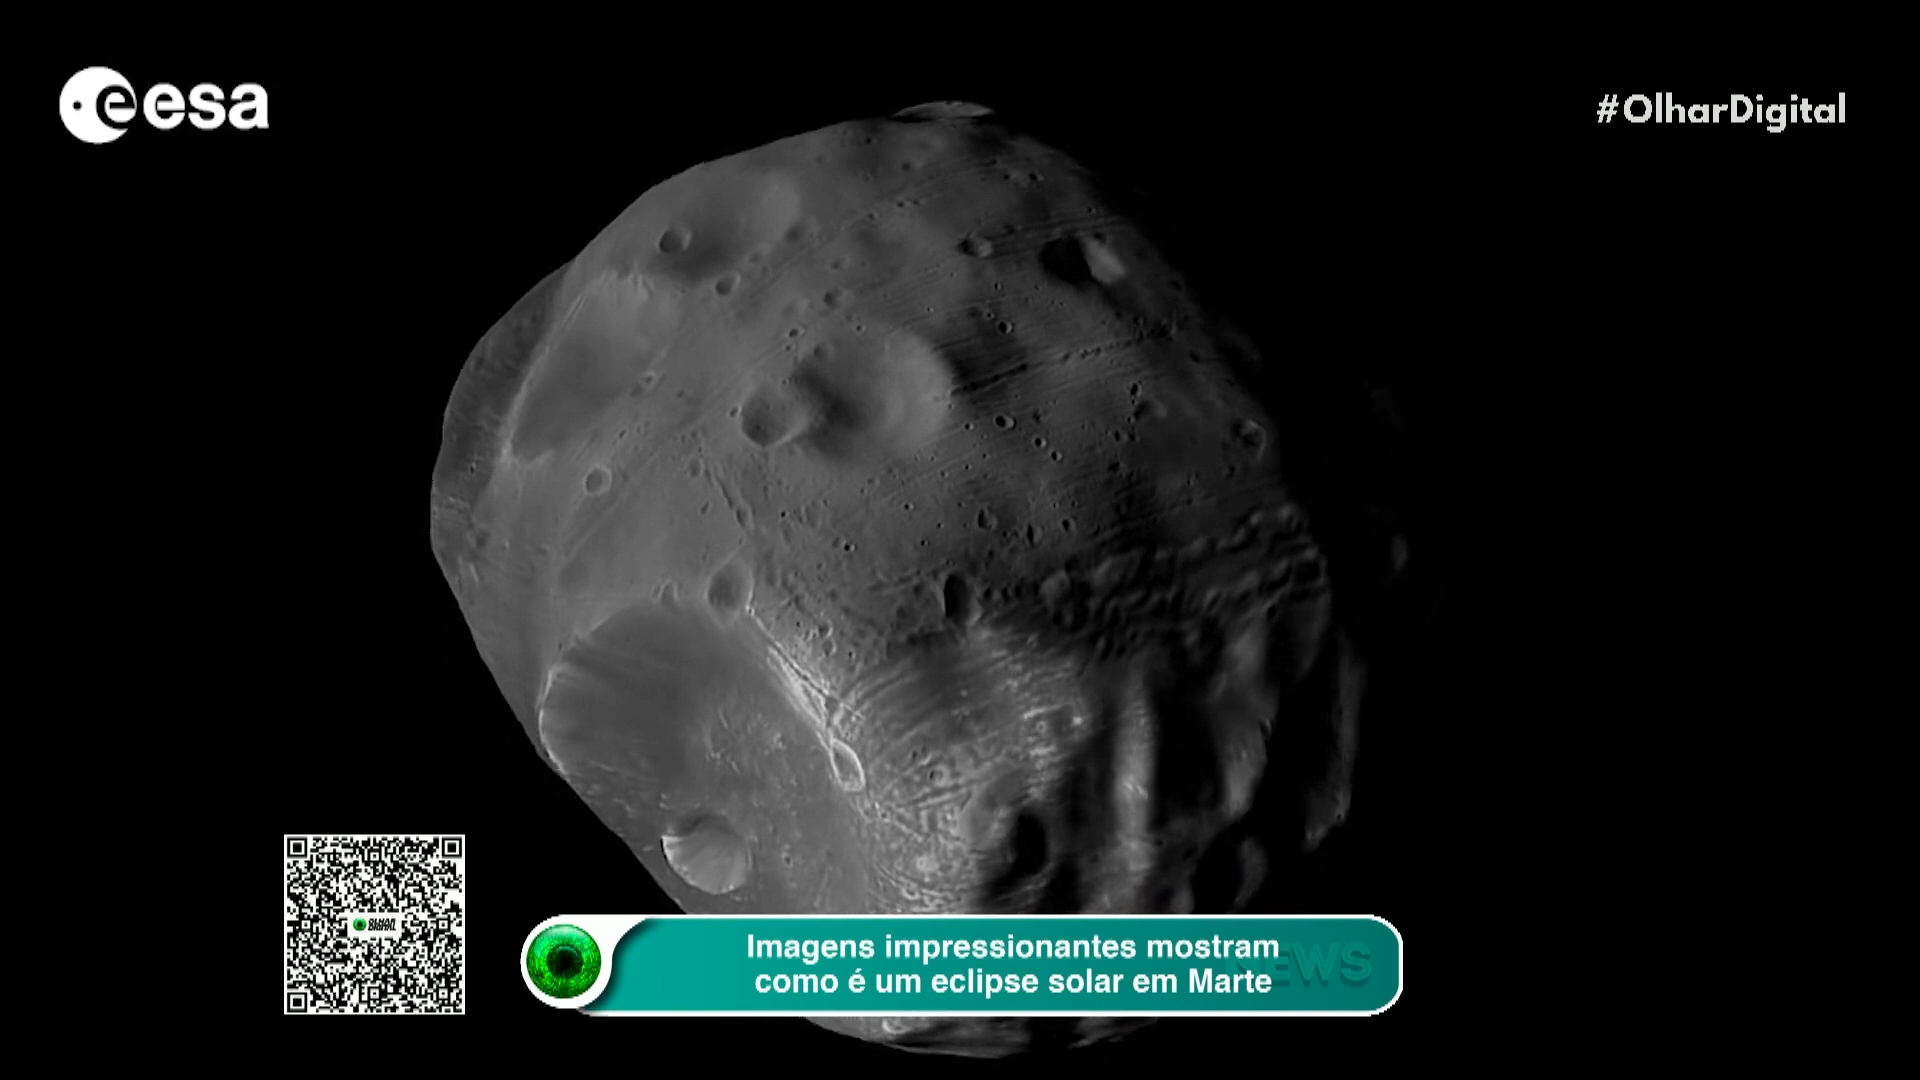 esa
#OlharDigital
Imagens impressionantes mostram
como é um eclipse solar em Marte